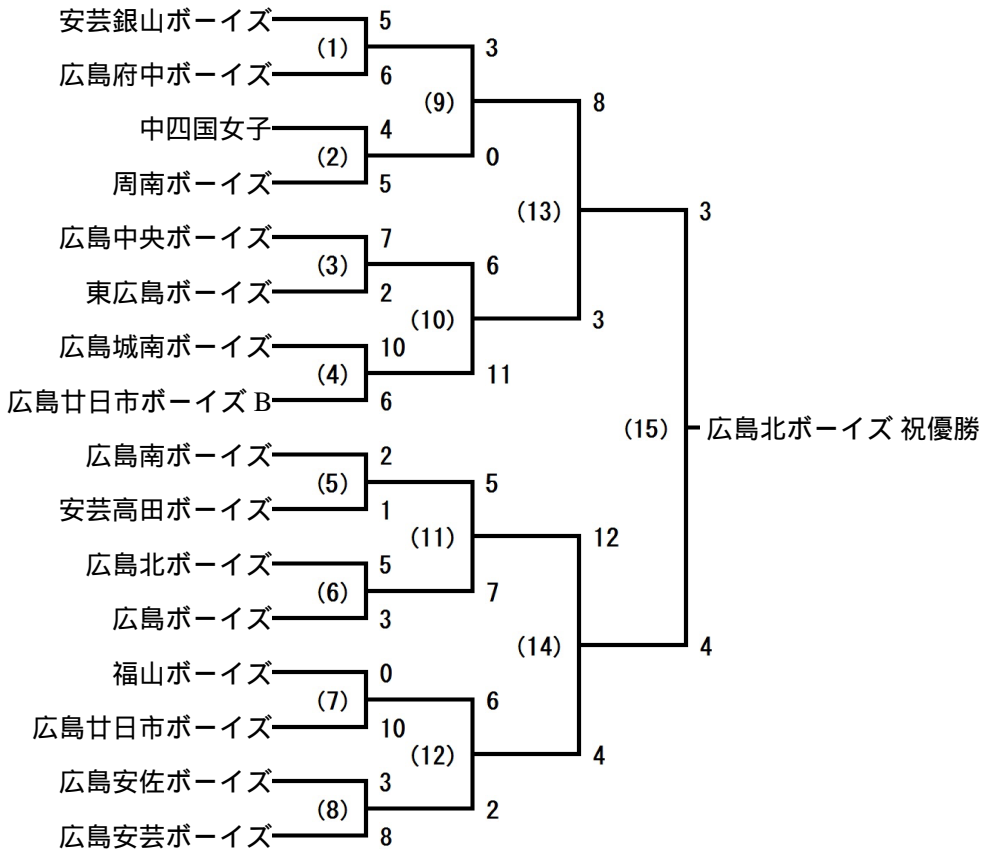 安芸銀山ボーイズ 5
(1) 3
広島府中ボーイズ 6
(9) 8
中四国女子 4
(2) 0
周南ボーイズ 5
(13) 3
広島中央ボーイズ 7
(3) 6
東広島ボーイズ 2
(10) 3
広島城南ボーイズ 10
(4) 11
広島廿日市ボーイズ B 6
(15) 広島北ボーイズ 祝優勝
広島南ボーイズ 2
(5) 5
安芸高田ボーイズ 1
(11) 12
広島北ボーイズ 5
(6) 7
広島ボーイズ 3
(14) 4
福山ボーイズ 0
(7) 6
広島廿日市ボーイズ 10
(12) 4
広島安佐ボーイズ 3
(8) 2
広島安芸ボーイズ 8